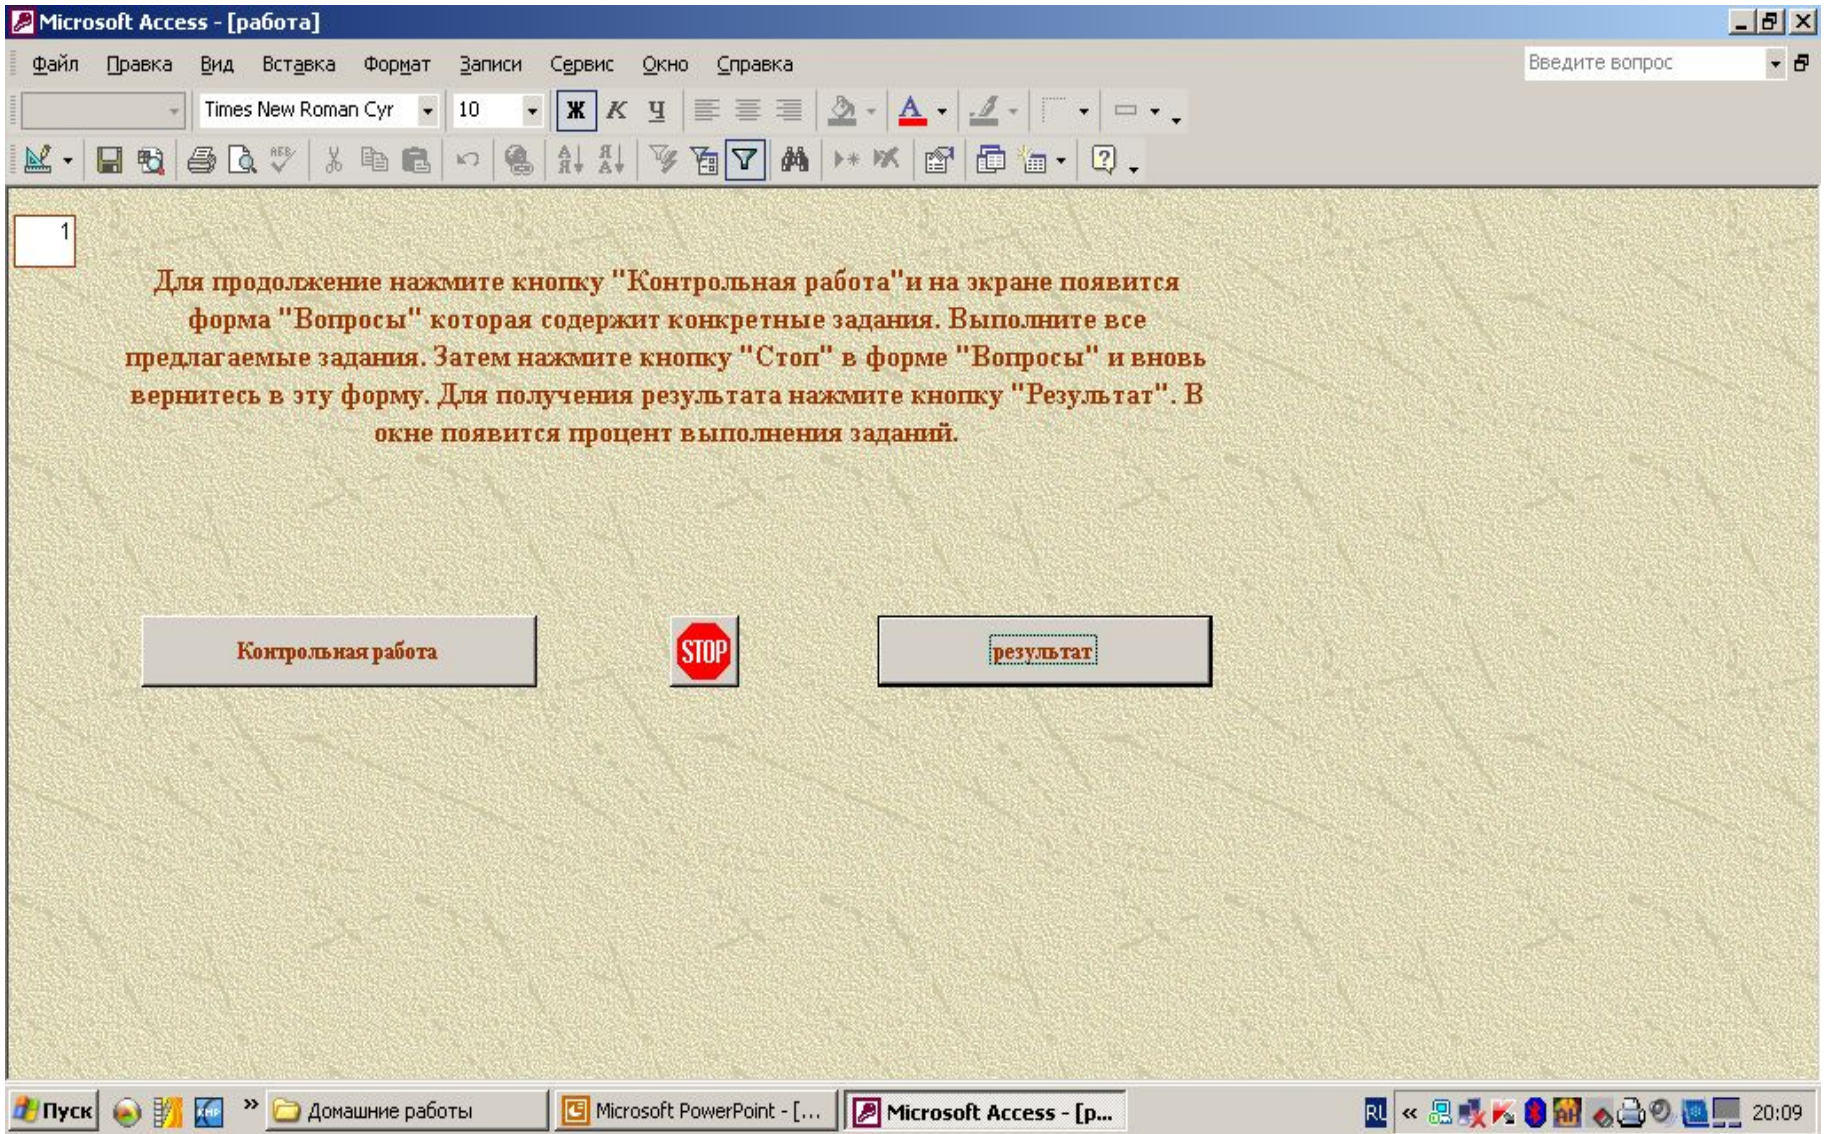 Microsoft Access - [работа]
Файл Правка Вид Вставка Формат Записи Сервис Окно Справка Введите вопрос
Times New Roman Cyr 10 Ж К Ч A
1
Для продолжение нажмите кнопку "Контрольная работа"и на экране появится
форма "Вопросы" которая содержит конкретные задания. Выполните все
предлагаемые задания. Затем нажмите кнопку "Стоп" в форме "Вопросы" и вновь
вернитесь в эту форму. Для получения результата нажмите кнопку "Результат". В
окне появится процент выполнения заданий.
Контрольная работа STOP результат
Пуск KMP » Домашние работы Microsoft PowerPoint - [... Microsoft Access - [р... RU « 20:09